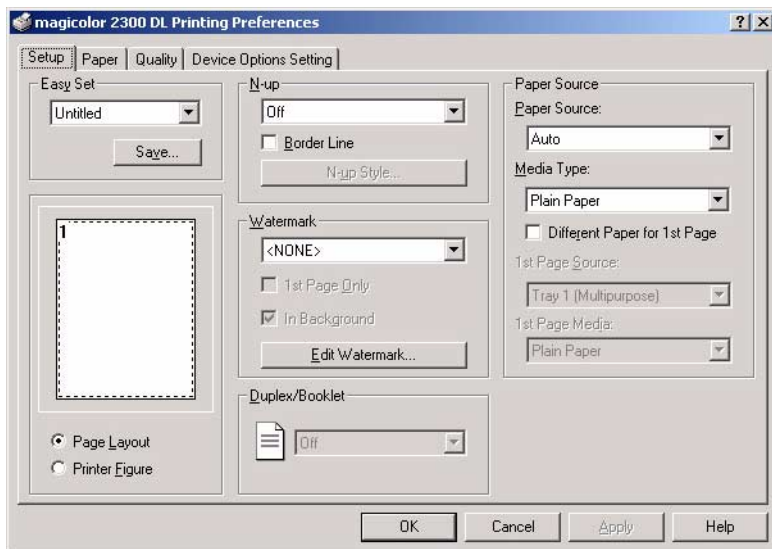 magicolor 2300 DL Printing Preferences
Setup
Paper
Quality
Device Options Setting
Easy Set
Untitled
Save...
1
Page Layout
Printer Figure
N-up
Off
Border Line
N-up Style...
Watermark
<NONE>
1st Page Only
In Background
Edit Watermark...
Duplex/Booklet
Off
Paper Source
Paper Source:
Auto
Media Type:
Plain Paper
Different Paper for 1st Page
1st Page Source:
Tray 1 (Multipurpose)
1st Page Media:
Plain Paper
OK
Cancel
Apply
Help